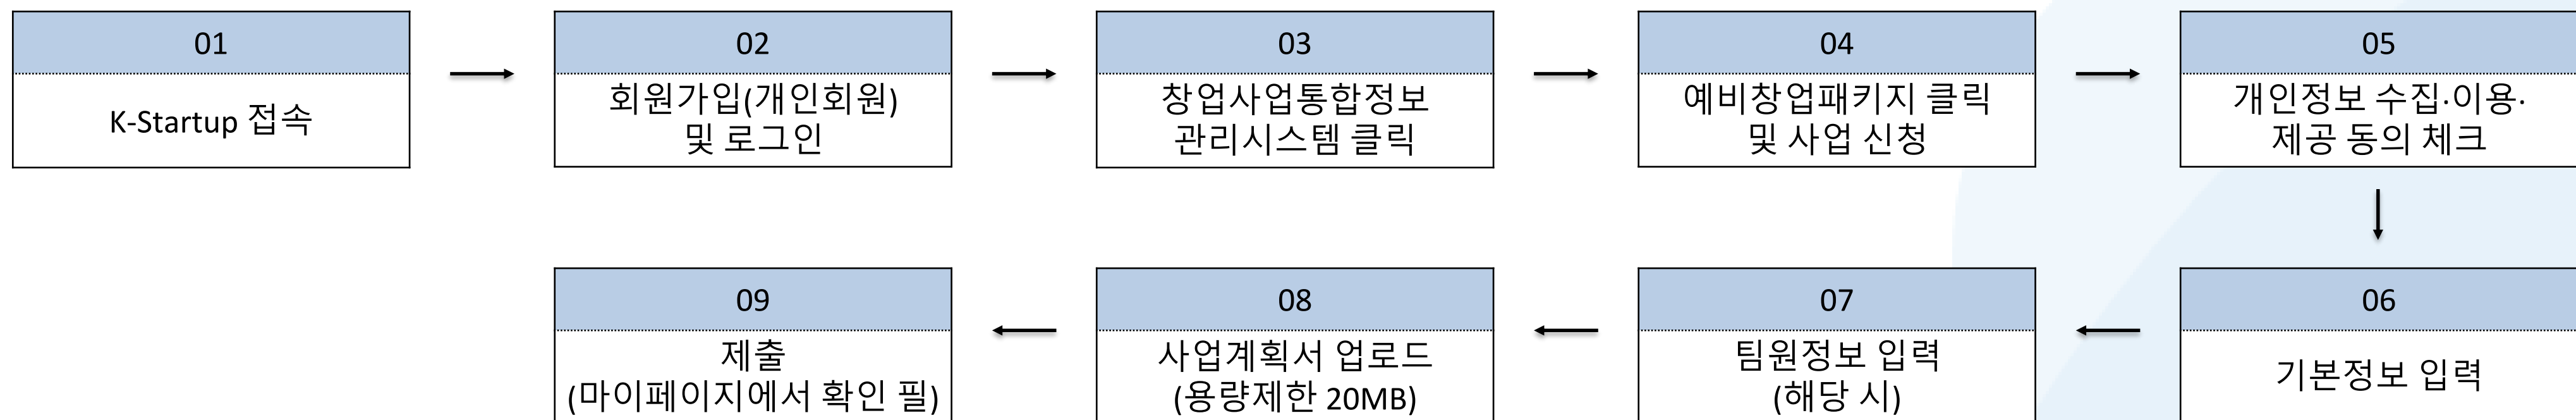 01
K-Startup 접속
02
회원가입(개인회원)
및 로그인
03
창업사업통합정보
관리시스템 클릭
04
예비창업패키지 클릭
및 사업 신청
05
개인정보 수집·이용·
제공 동의 체크
06
기본정보 입력
07
팀원정보 입력
(해당 시)
08
사업계획서 업로드
(용량제한 20MB)
09
제출
(마이페이지에서 확인 필)